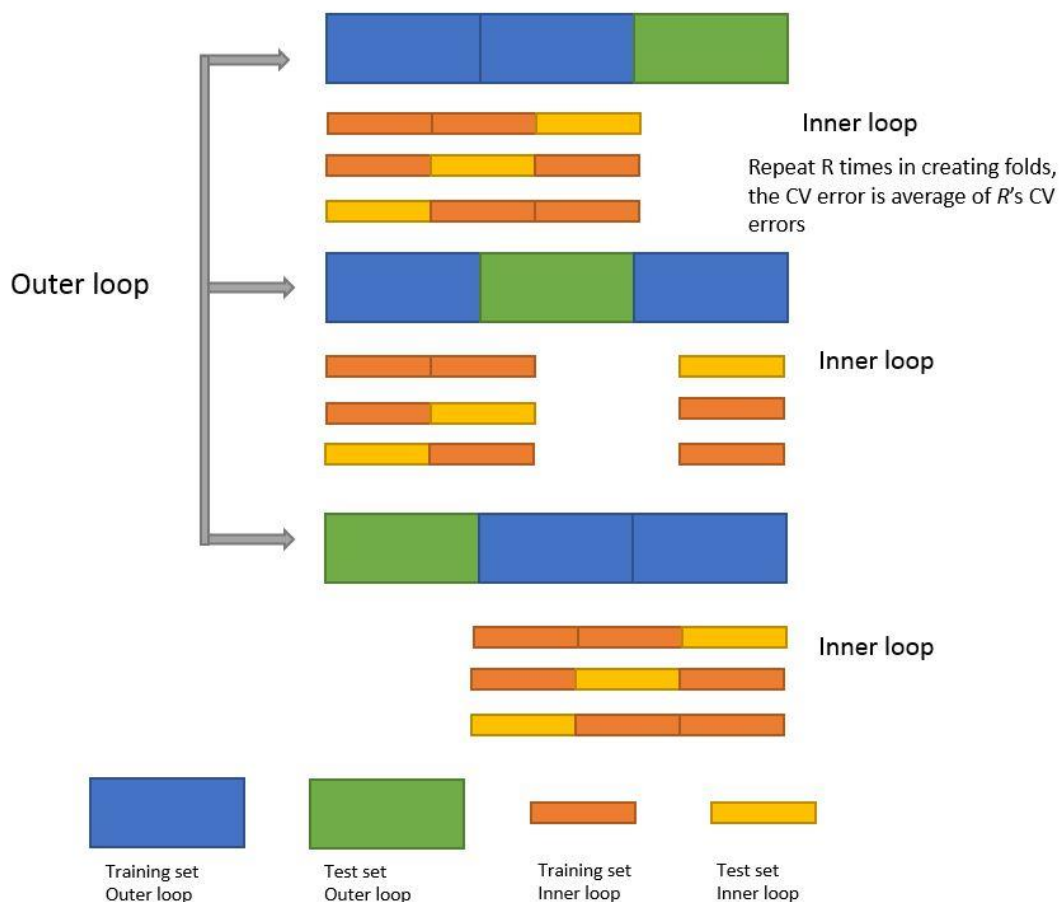 Inner loop
Repeat R times in creating folds,
the CV error is average of R's CV
errors
Outer loop
Inner loop
Inner loop
Training set
Outer loop
Test set
Outer loop
Training set
Inner loop
Test set
Inner loop